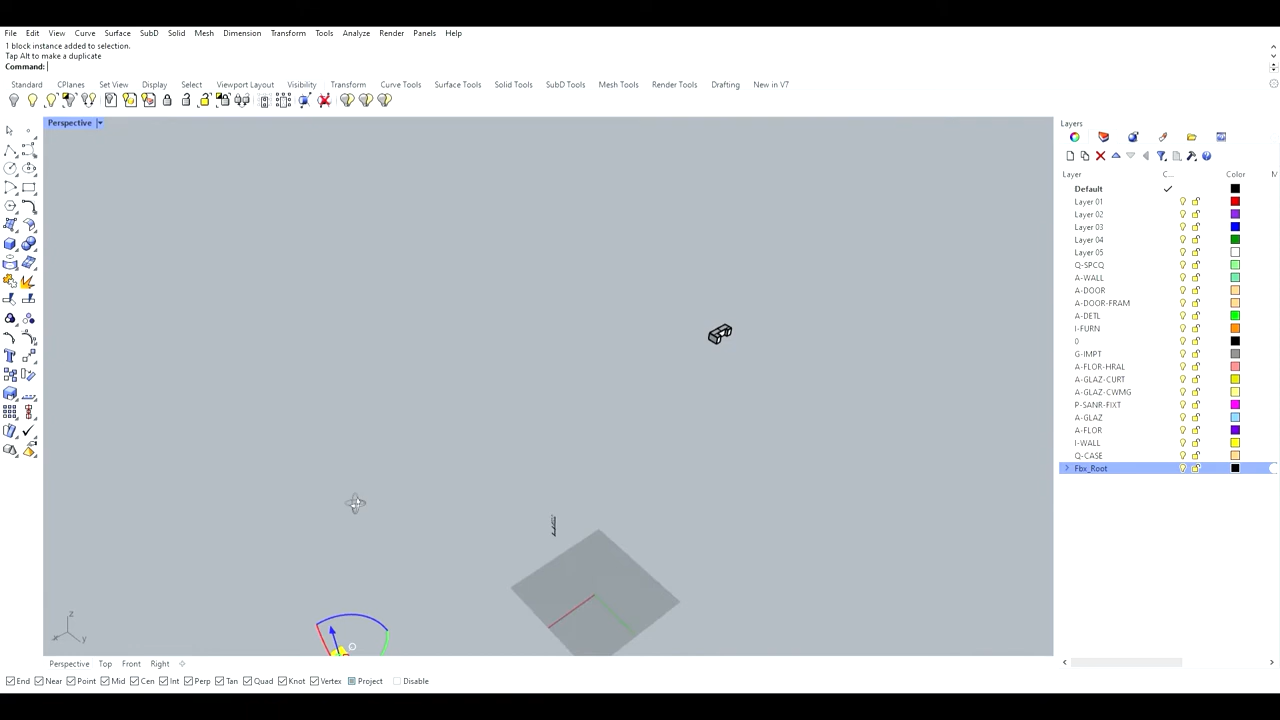 File Edit View Curve Surface SubD Solid Mesh Dimension Transform Tools Analyze Render Panels Help
1 block instance added to selection.
Tap Alt to make a duplicate
Command:
Standard CPlanes Set View Display Select Viewport Layout Visibility Transform Curve Tools Surface Tools Solid Tools SubD Tools Mesh Tools Render Tools Drafting New in V7
Perspective
Layers
Layer C... Color M
Default
Layer 01
Layer 02
Layer 03
Layer 04
Layer 05
Q-SPCQ
A-WALL
A-DOOR
A-DOOR-FRAM
A-DETL
I-FURN
0
G-IMPT
A-FLOR-HRAL
A-GLAZ-CURT
A-GLAZ-CWMG
P-SANR-FIXT
A-GLAZ
A-FLOR
I-WALL
Q-CASE
Fbx_Root
z
x y
Perspective Top Front Right
End Near Point Mid Cen Int Perp Tan Quad Knot Vertex Project Disable